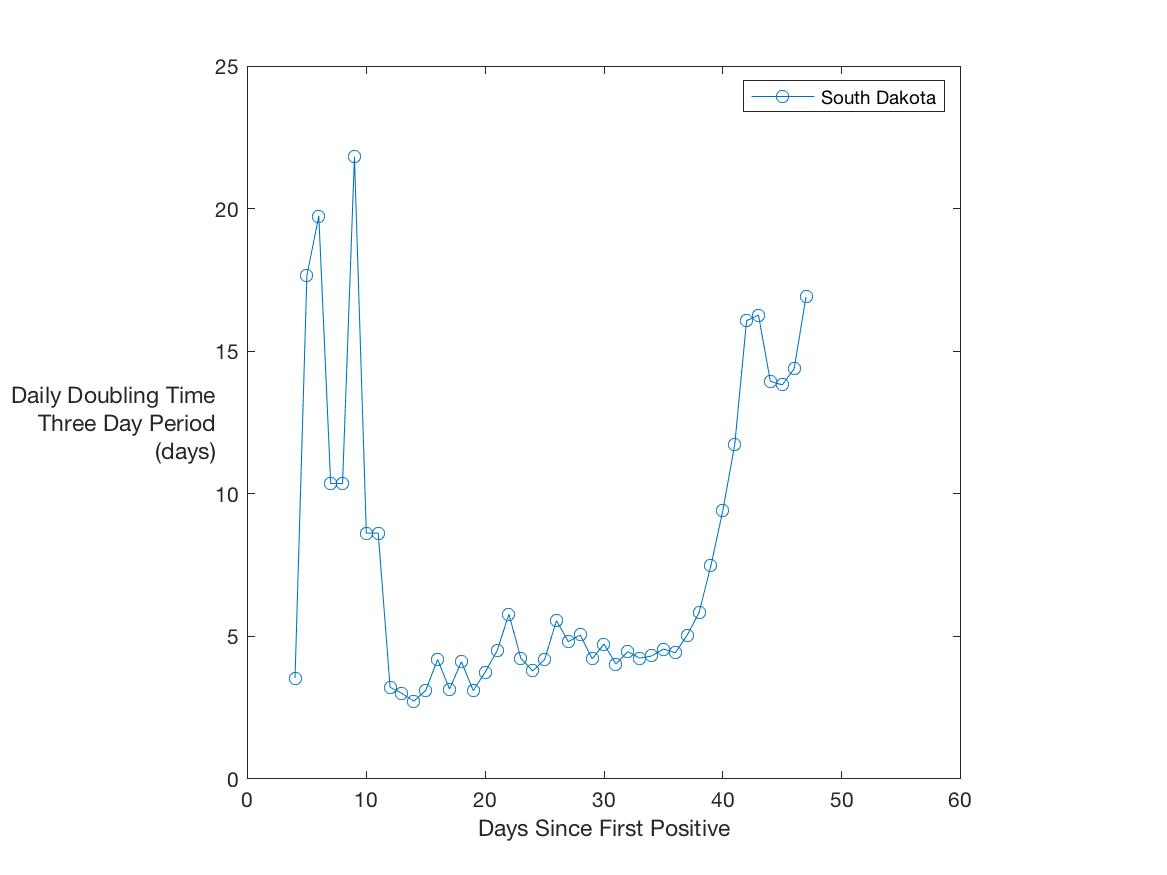 25
South Dakota
20
15
Daily Doubling Time
Three Day Period
(days)
10
5
0
0 10 20 30 40 50 60
Days Since First Positive